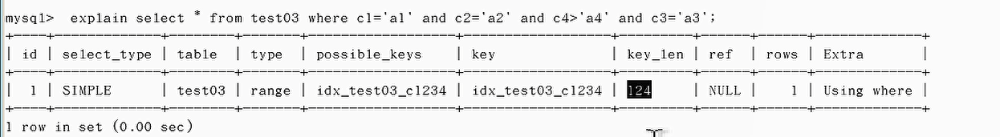 mysql>  explain select * from test03 where c1='a1' and c2='a2' and c4>'a4' and c3='a3';
+----+-------------+--------+-------+------------------+------------------+---------+------+------+-------------+
| id | select_type | table | type | possible_keys | key | key_len | ref | rows | Extra |
+----+-------------+--------+-------+------------------+------------------+---------+------+------+-------------+
| 1 | SIMPLE | test03 | range | idx_test03_c1234 | idx_test03_c1234 | 124 | NULL | 1 | Using where |
+----+-------------+--------+-------+------------------+------------------+---------+------+------+-------------+
1 row in set (0.00 sec)